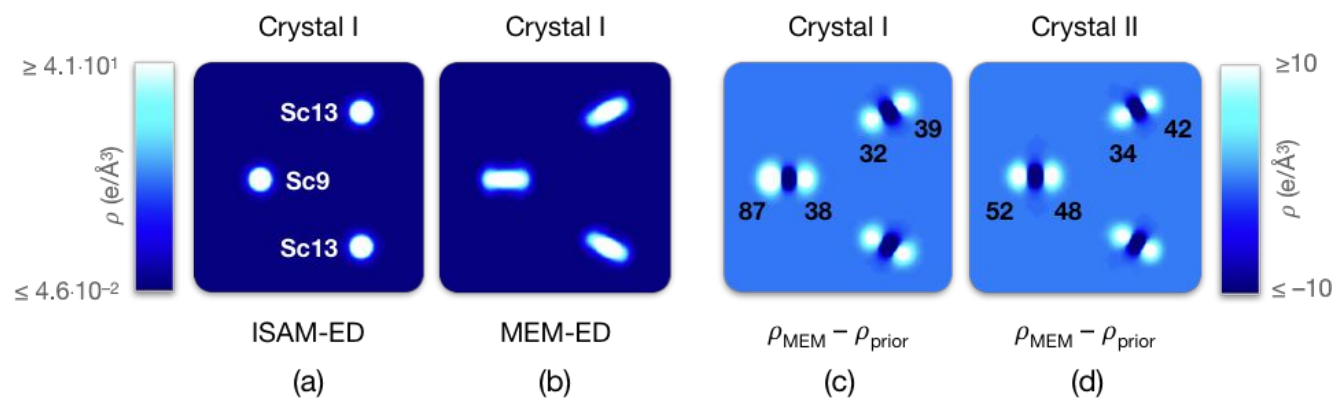 Crystal I
Crystal I
Crystal I
Crystal II
≥ 4.1·10¹
ρ (e/Å³)
≤ 4.6·10⁻²
Sc13
Sc9
Sc13
39
32
87
38
42
34
52
48
≥10
ρ (e/Å³)
≤ −10
ISAM-ED
MEM-ED
ρMEM − ρprior
ρMEM − ρprior
(a)
(b)
(c)
(d)